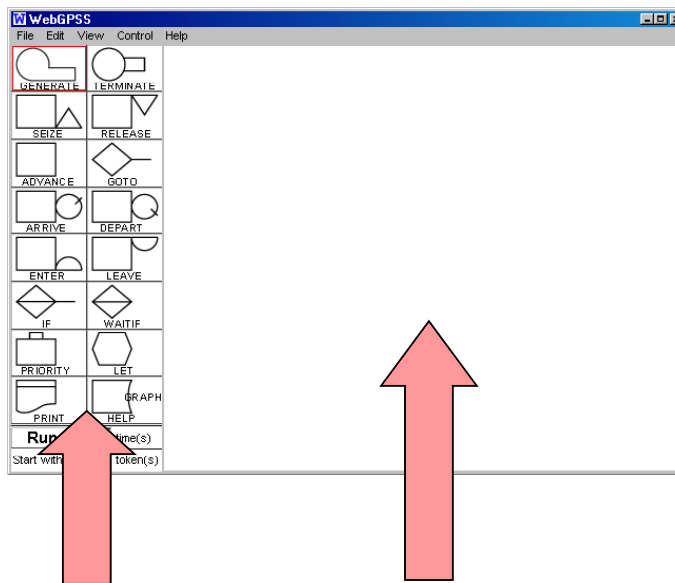 WebGPSS
File Edit View Control Help
GENERATE TERMINATE
SEIZE RELEASE
ADVANCE GOTO
ARRIVE DEPART
ENTER LEAVE
IF WAITIF
PRIORITY LET
GRAPH
PRINT HELP
Run time(s)
Start with token(s)